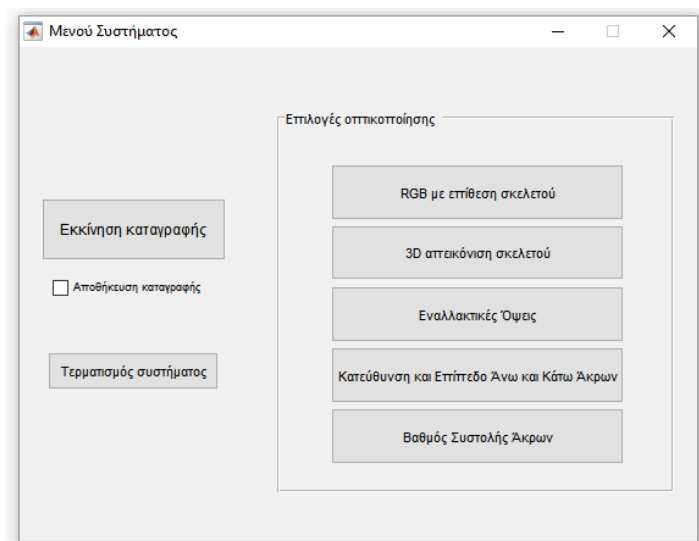 Μενού Συστήματος
Επιλογές οπτικοποίησης
Εκκίνηση καταγραφής
Αποθήκευση καταγραφής
Τερματισμός συστήματος
RGB με επίθεση σκελετού
3D απεικόνιση σκελετού
Εναλλακτικές Όψεις
Κατεύθυνση και Επίπεδο Άνω και Κάτω Άκρων
Βαθμός Συστολής Άκρων